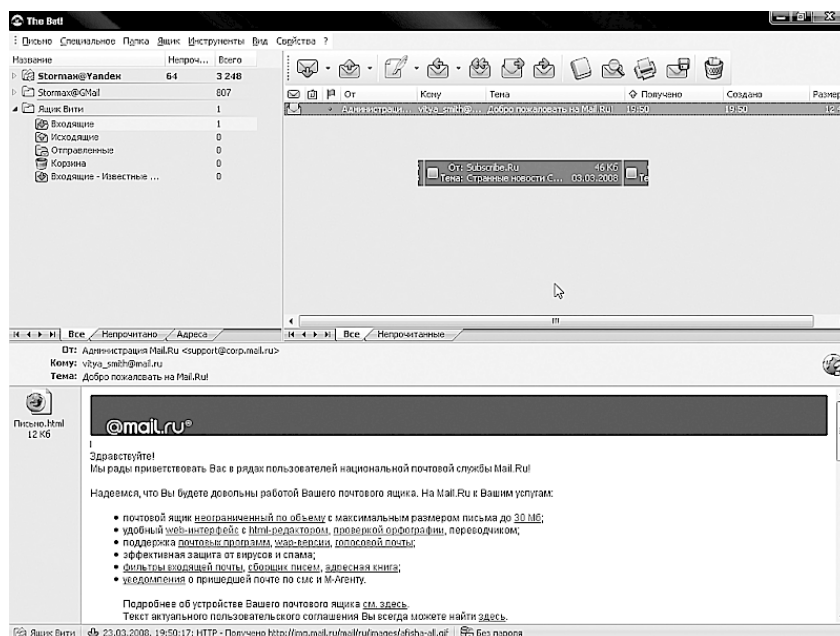 The Bat!
Письмо Специальное Папка Ящик Инструменты Вид Свойства ?
Название Непроч... Всего
Stormax@Yandex 64 3 248
Stormax@GMail 807
Ящик Вити 1
Входящие 1
Исходящие 0
Отправленные 0
Корзина 0
Входящие - Известные ... 0
От Кому Тема Получено Создано Размер
Администраци... vitya_smith@... Добро пожаловать на Mail.Ru! 19:50 19:50
От: Subscribe.Ru 46 Кб
Тема: Странные новости С... 03.03.2008 Те
Все Непрочитано Адреса
Все Непрочитанные
От: Администрация Mail.Ru <support@corp.mail.ru>
Кому: vitya_smith@mail.ru
Тема: Добро пожаловать на Mail.Ru!
Письмо.html
12 Кб
@mail.ru®
Здравствуйте!
Мы рады приветствовать Вас в рядах пользователей национальной почтовой службы Mail.Ru!
Надеемся, что Вы будете довольны работой Вашего почтового ящика. На Mail.Ru к Вашим услугам:
• почтовый ящик неограниченный по объему с максимальным размером письма до 30 Мб;
• удобный web-интерфейс с html-редактором, проверкой орфографии, переводчиком;
• поддержка почтовых программ, wap-версии, голосовой почты;
• эффективная защита от вирусов и спама;
• фильтры входящей почты, сборщик писем, адресная книга;
• уведомления о пришедшей почте по смс и М-Агенту.
Подробнее об устройстве Вашего почтового ящика см. здесь.
Текст актуального пользовательского соглашения Вы всегда можете найти здесь.
Ящик Вити 23.03.2008, 19:50:17: HTTP - Получено http://img.mail.ru/mail/ru/images/afisha-all.gif Без пароля